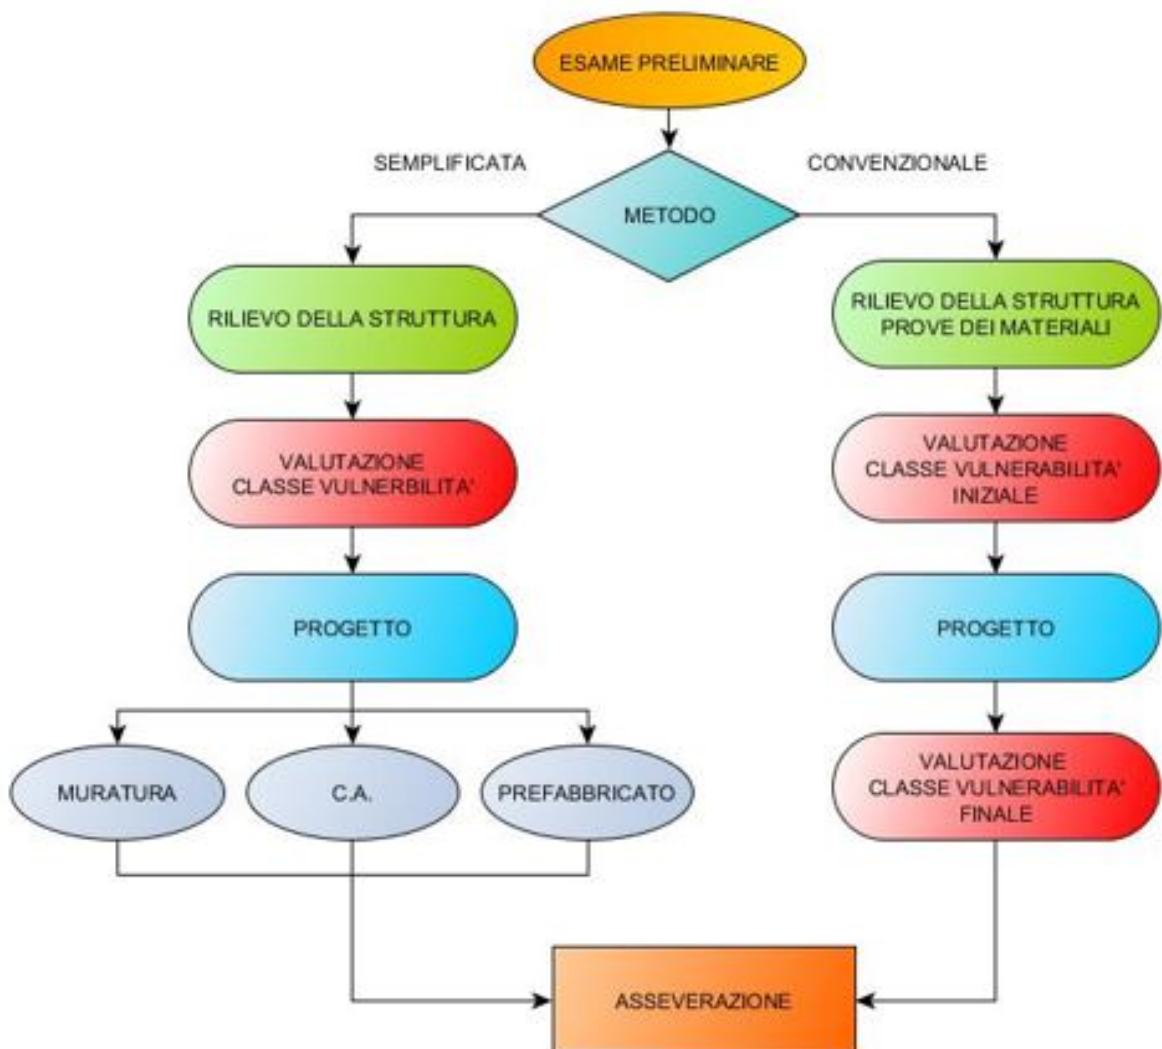 ESAME PRELIMINARE
SEMPLIFICATA
CONVENZIONALE
METODO
RILIEVO DELLA STRUTTURA
VALUTAZIONE
CLASSE VULNERBILITA'
PROGETTO
MURATURA
C.A.
PREFABBRICATO
RILIEVO DELLA STRUTTURA
PROVE DEI MATERIALI
VALUTAZIONE
CLASSE VULNERABILITA'
INIZIALE
PROGETTO
VALUTAZIONE
CLASSE VULNERABILITA'
FINALE
ASSEVERAZIONE